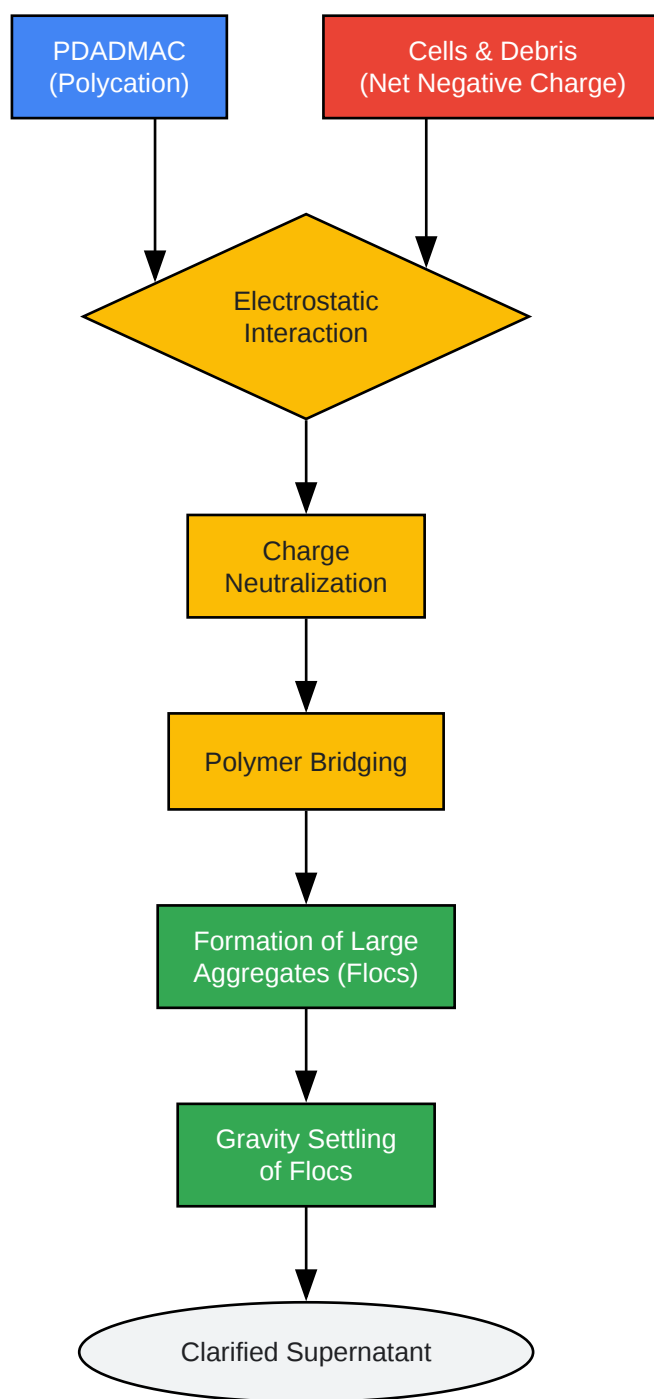 PDADMAC
(Polycation)
Cells & Debris
(Net Negative Charge)
Electrostatic
Interaction
Charge
Neutralization
Polymer Bridging
Formation of Large
Aggregates (Flocs)
Gravity Settling
of Flocs
Clarified Supernatant